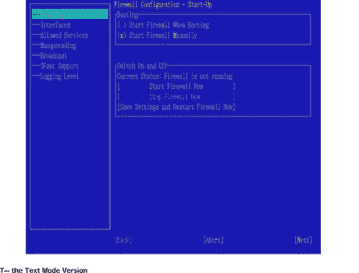 Firewall Configuration - Start-Up
Interfaces
Allowed Services
Masquerading
Broadcast
IPsec Support
Logging Level
Booting
( ) Start Firewall When Booting
(x) Start Firewall Manually
Switch On and Off
Current Status: Firewall is not running
[ Start Firewall Now ]
[ Stop Firewall Now ]
[Save Settings and Restart Firewall Now]
[Back]
[Abort]
[Next]
the Text Mode Version